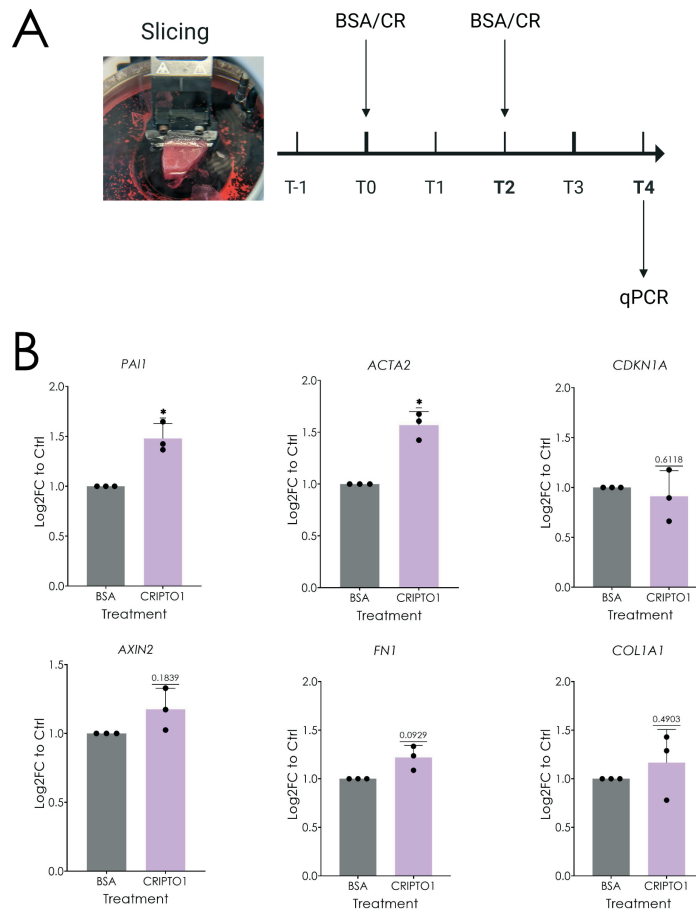 A
Slicing
BSA/CR
BSA/CR
T-1
T0
T1
T2
T3
T4
qPCR
B
PAI1
Log2FC to Ctrl
2.0
1.5
1.0
0.5
0.0
*
BSA
CRIPTO1
Treatment
ACTA2
Log2FC to Ctrl
2.0
1.5
1.0
0.5
0.0
*
BSA
CRIPTO1
Treatment
CDKN1A
Log2FC to Ctrl
2.0
1.5
1.0
0.5
0.0
0.6118
BSA
CRIPTO1
Treatment
AXIN2
Log2FC to Ctrl
1.5
1.0
0.5
0.0
0.1839
BSA
CRIPTO1
Treatment
FN1
Log2FC to Ctrl
2.0
1.5
1.0
0.5
0.0
0.0929
BSA
CRIPTO1
Treatment
COL1A1
Log2FC to Ctrl
2.0
1.5
1.0
0.5
0.0
0.4903
BSA
CRIPTO1
Treatment